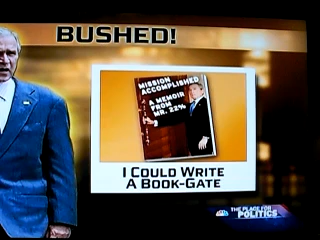 BUSHED!
MISSION
ACCOMPLISHED
A MEMOIR
FROM
MR. 22%
I COULD WRITE
A BOOK-GATE
THE PLACE FOR
POLITICS